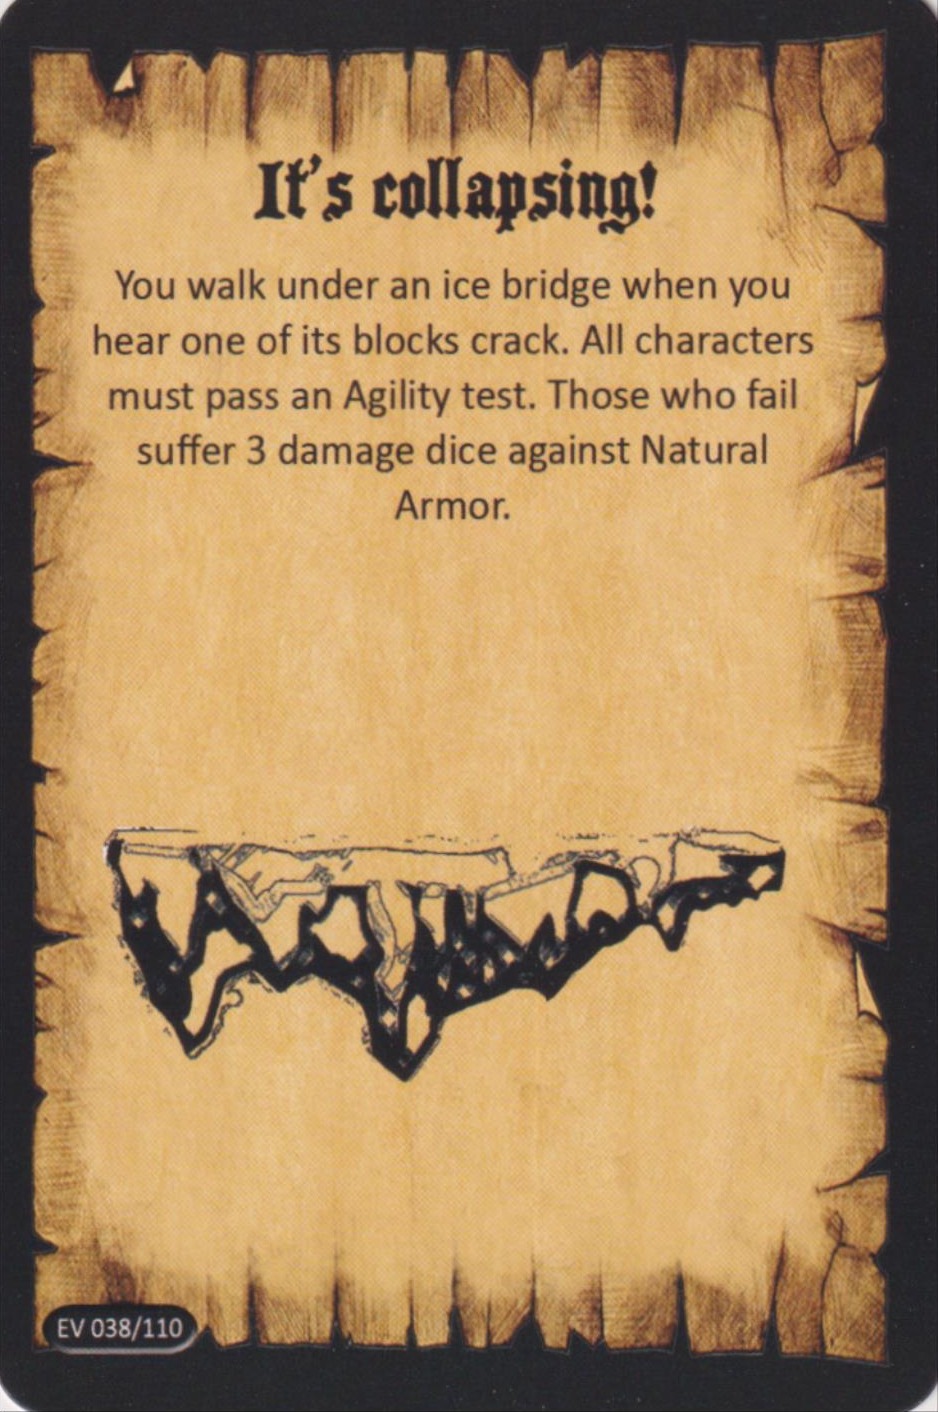 It's collapsing!
You walk under an ice bridge when you
hear one of its blocks crack. All characters
must pass an Agility test. Those who fail
suffer 3 damage dice against Natural
Armor.
EV 038/110